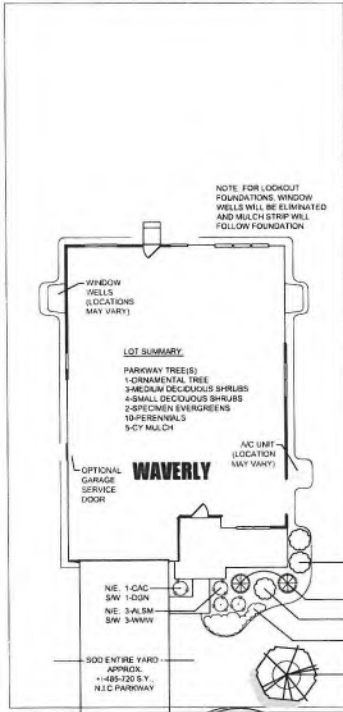 NOTE: FOR LOOKOUT
FOUNDATIONS, WINDOW
WELLS WILL BE ELIMINATED
AND MULCH STRIP WILL
FOLLOW FOUNDATION
WINDOW
WELLS
(LOCATIONS
MAY VARY)
LOT SUMMARY:
PARKWAY TREE(S)
1-ORNAMENTAL TREE
3-MEDIUM DECIDUOUS SHRUBS
4-SMALL DECIDUOUS SHRUBS
2-SPECIMEN EVERGREENS
10-PERENNIALS
5-CY MULCH
A/C UNIT
(LOCATION
MAY VARY)
OPTIONAL
GARAGE
SERVICE
DOOR
WAVERLY
N/E: 1-CAC
S/W: 1-DGN
N/E: 3-ALSM
S/W: 3-WMW
SOD ENTIRE YARD
APPROX.
+/-485-720 S.Y.,
N.I.C PARKWAY